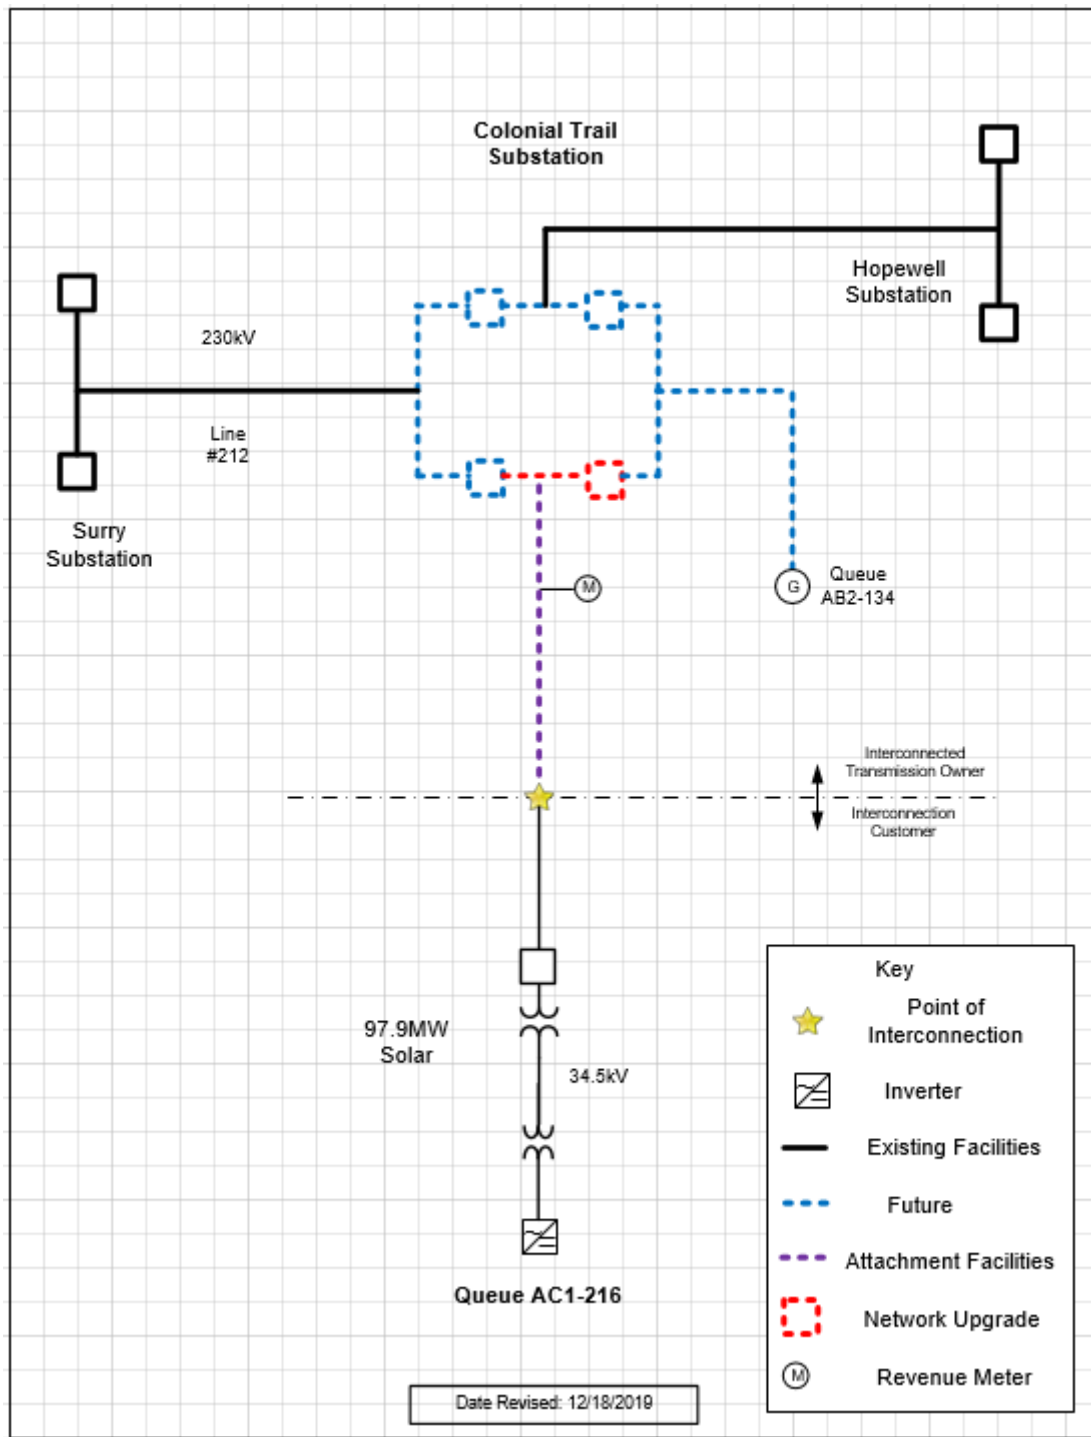 Colonial Trail
Substation
Hopewell
Substation
230kV
Line
#212
Surry
Substation
M
G
Queue
AB2-134
Interconnected
Transmission Owner
Interconnection
Customer
97.9MW
Solar
34.5kV
Queue AC1-216
Key
Point of
Interconnection
Inverter
Existing Facilities
Future
Attachment Facilities
Network Upgrade
M
Revenue Meter
Date Revised: 12/18/2019